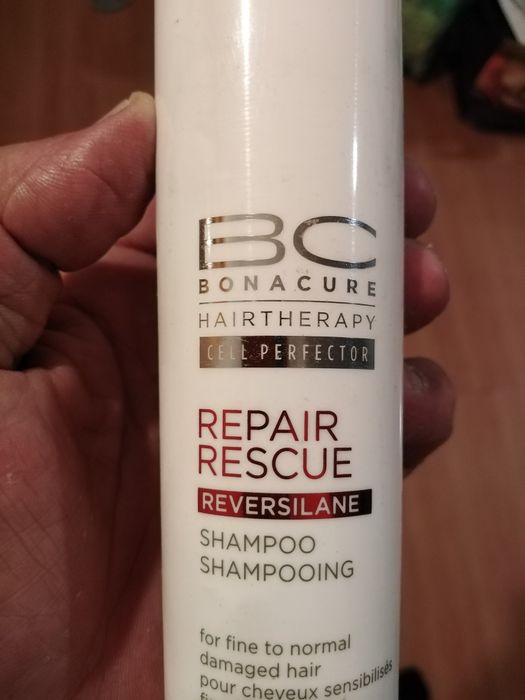 BC
BONACURE
HAIRTHERAPY
CELL PERFECTOR
REPAIR
RESCUE
REVERSILANE
SHAMPOO
SHAMPOOING
for fine to normal
damaged hair
pour cheveux sensibilisés